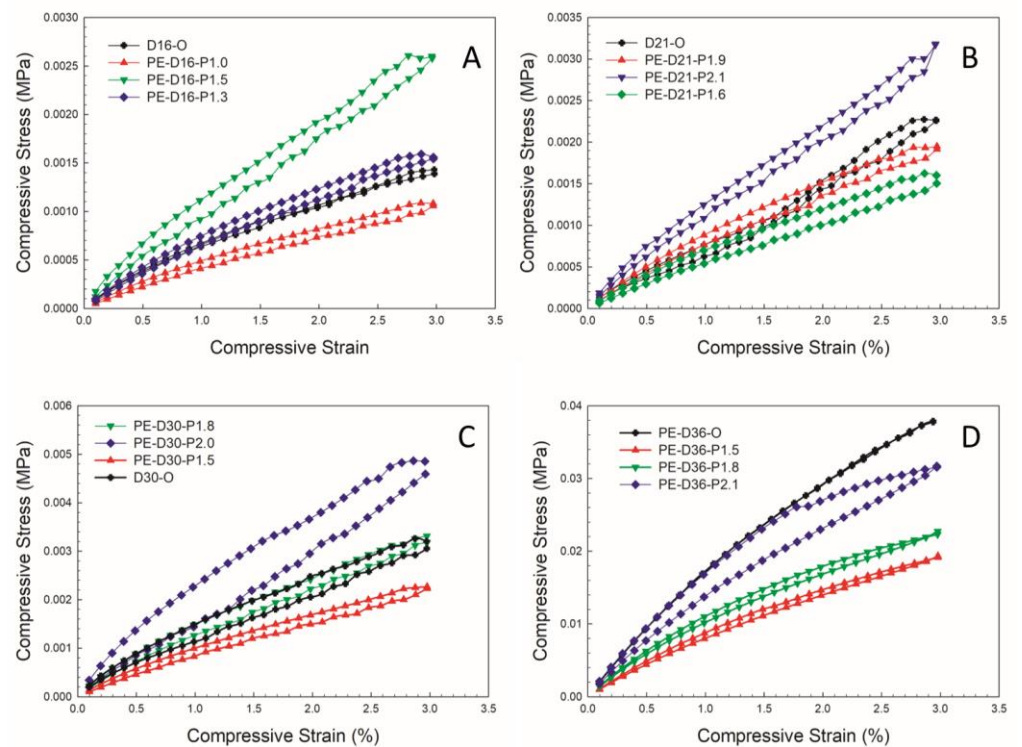 A
D16-O
PE-D16-P1.0
PE-D16-P1.5
PE-D16-P1.3
Compressive Stress (MPa)
0.0030
0.0025
0.0020
0.0015
0.0010
0.0005
0.0000
0.0 0.5 1.0 1.5 2.0 2.5 3.0 3.5
Compressive Strain
B
D21-O
PE-D21-P1.9
PE-D21-P2.1
PE-D21-P1.6
Compressive Stress (MPa)
0.0035
0.0030
0.0025
0.0020
0.0015
0.0010
0.0005
0.0000
0.0 0.5 1.0 1.5 2.0 2.5 3.0 3.5
Compressive Strain (%)
C
PE-D30-P1.8
PE-D30-P2.0
PE-D30-P1.5
D30-O
Compressive Stress (MPa)
0.006
0.005
0.004
0.003
0.002
0.001
0.000
0.0 0.5 1.0 1.5 2.0 2.5 3.0 3.5
Compressive Strain (%)
D
PE-D36-O
PE-D36-P1.5
PE-D36-P1.8
PE-D36-P2.1
Compressive Stress (MPa)
0.04
0.03
0.02
0.01
0.00
0.0 0.5 1.0 1.5 2.0 2.5 3.0 3.5
Compressive Strain (%)